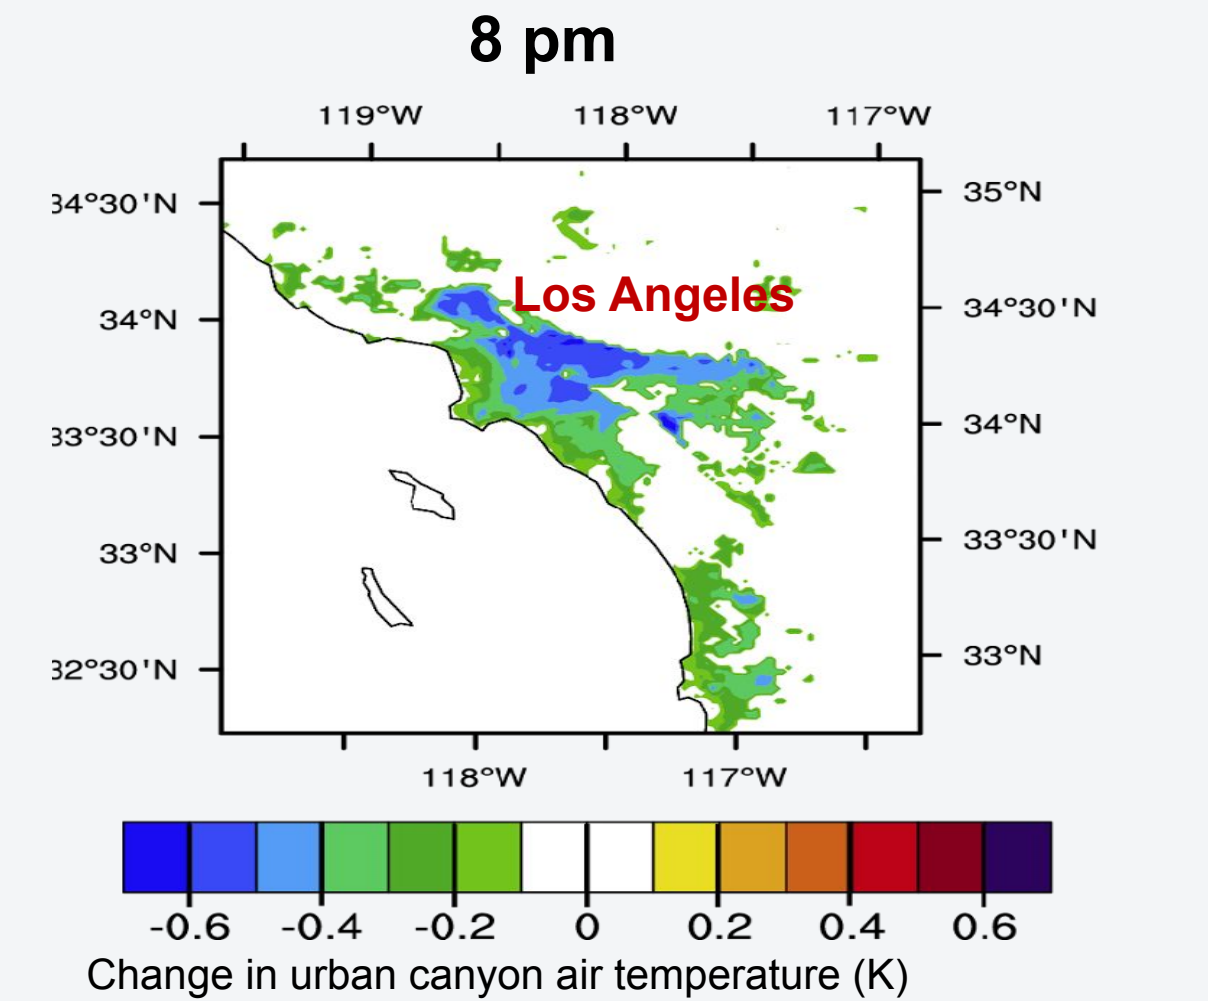 8 pm
119°W 118°W 117°W
34°30'N
35°N
Los Angeles
34°N
34°30'N
33°30'N
34°N
33°N
33°30'N
32°30'N
33°N
118°W 117°W
-0.6 -0.4 -0.2 0 0.2 0.4 0.6
Change in urban canyon air temperature (K)